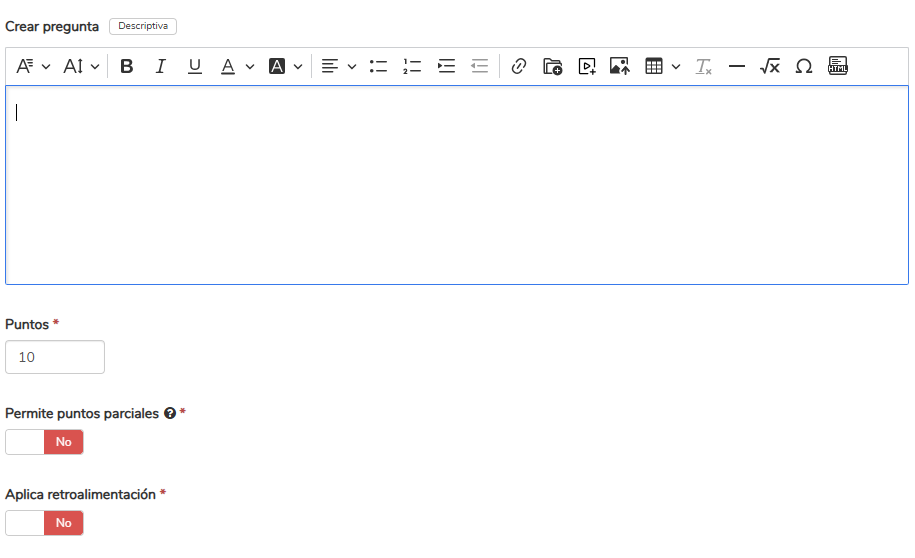 Crear pregunta Descriptiva
Puntos *
10
Permite puntos parciales ? *
No
Aplica retroalimentación *
No